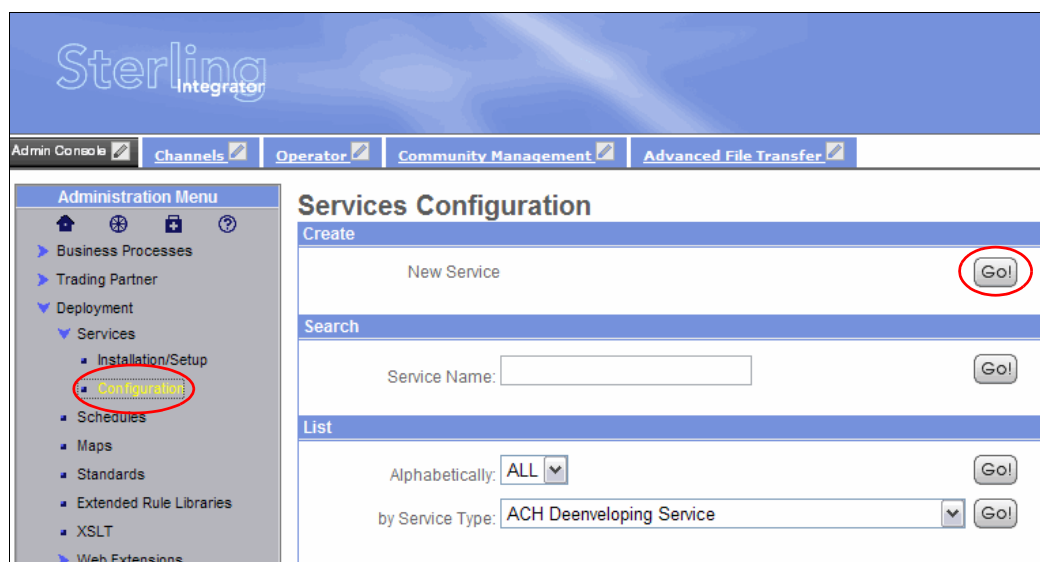 Sterling
Integrator
Admin Console Channels Operator Community Management Advanced File Transfer
Administration Menu
Business Processes
Trading Partner
Deployment
Services
Installation/Setup
Configuration
Schedules
Maps
Standards
Extended Rule Libraries
XSLT
Web Extensions
Services Configuration
Create
New Service Go!
Search
Service Name: Go!
List
Alphabetically: ALL Go!
by Service Type: ACH Deenveloping Service Go!